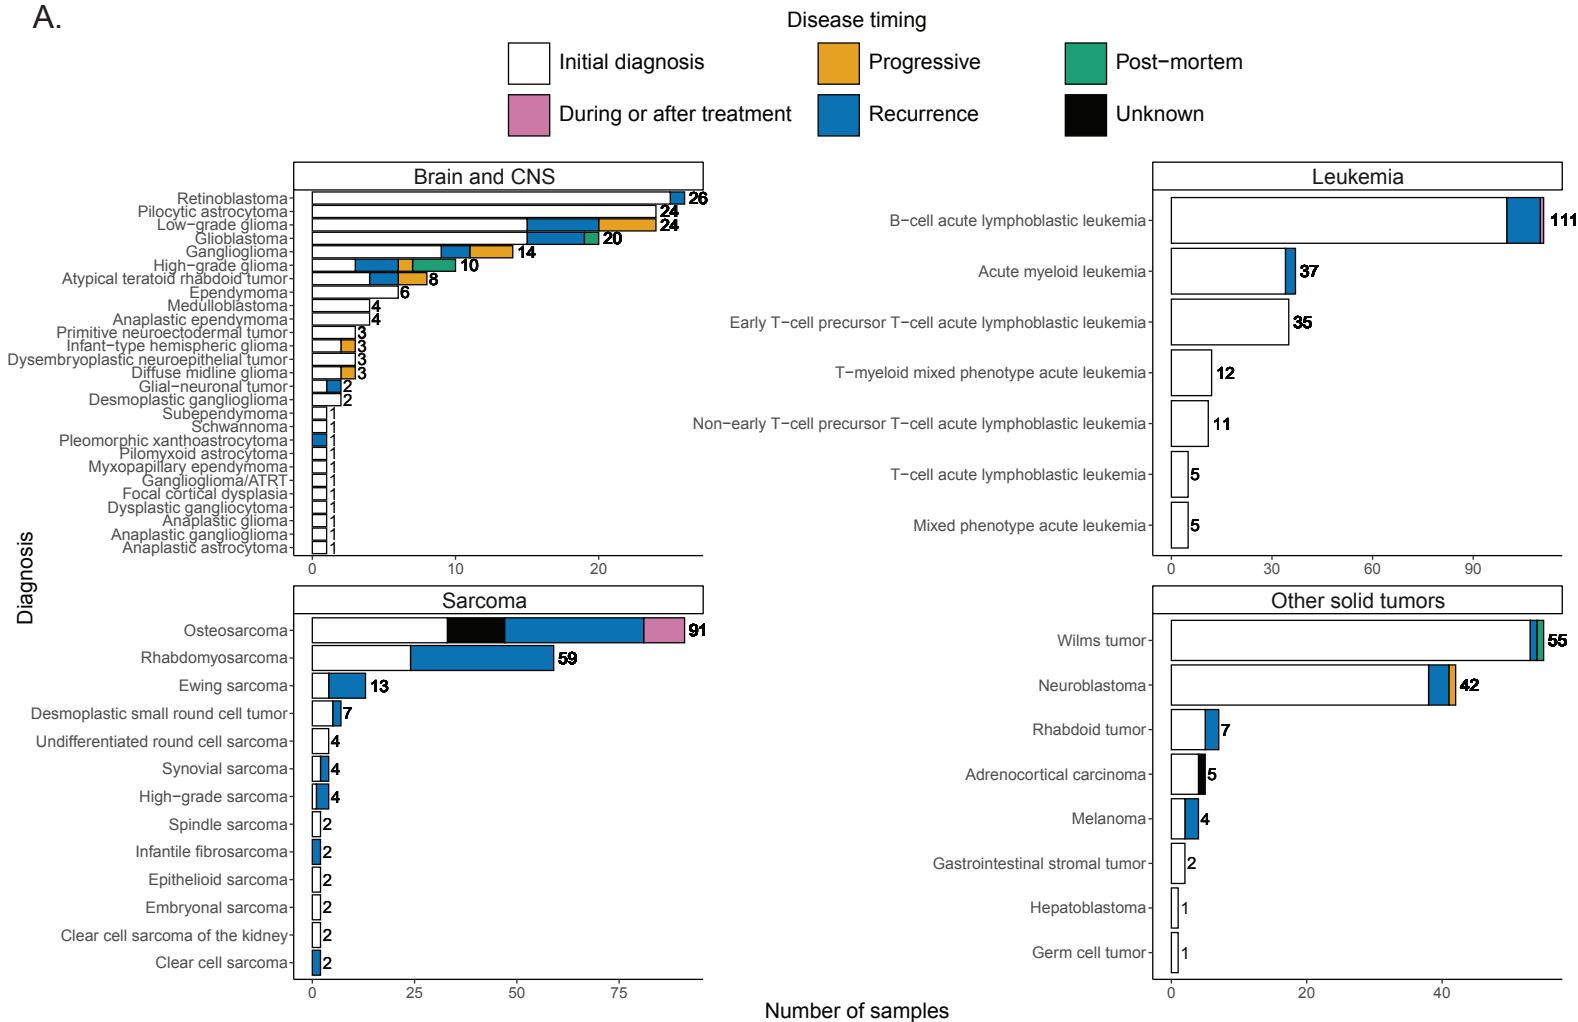 A.
Disease timing
Initial diagnosis
Progressive
Post−mortem
During or after treatment
Recurrence
Unknown
Diagnosis
Brain and CNS
Retinoblastoma 26
Pilocytic astrocytoma 24
Low−grade glioma 24
Glioblastoma 20
Ganglioglioma 14
High−grade glioma 10
Atypical teratoid rhabdoid tumor 8
Ependymoma 6
Medulloblastoma 4
Anaplastic ependymoma 4
Primitive neuroectodermal tumor 3
Infant−type hemispheric glioma 3
Dysembryoplastic neuroepithelial tumor 3
Diffuse midline glioma 3
Glial−neuronal tumor 2
Desmoplastic ganglioglioma 2
Subependymoma 1
Schwannoma 1
Pleomorphic xanthoastrocytoma 1
Pilomyxoid astrocytoma 1
Myxopapillary ependymoma 1
Ganglioglioma/ATRT 1
Focal cortical dysplasia 1
Dysplastic gangliocytoma 1
Anaplastic glioma 1
Anaplastic ganglioglioma 1
Anaplastic astrocytoma 1
0 10 20
Leukemia
B−cell acute lymphoblastic leukemia 111
Acute myeloid leukemia 37
Early T−cell precursor T−cell acute lymphoblastic leukemia 35
T−myeloid mixed phenotype acute leukemia 12
Non−early T−cell precursor T−cell acute lymphoblastic leukemia 11
T−cell acute lymphoblastic leukemia 5
Mixed phenotype acute leukemia 5
0 30 60 90
Sarcoma
Osteosarcoma 91
Rhabdomyosarcoma 59
Ewing sarcoma 13
Desmoplastic small round cell tumor 7
Undifferentiated round cell sarcoma 4
Synovial sarcoma 4
High−grade sarcoma 4
Spindle sarcoma 2
Infantile fibrosarcoma 2
Epithelioid sarcoma 2
Embryonal sarcoma 2
Clear cell sarcoma of the kidney 2
Clear cell sarcoma 2
0 25 50 75
Other solid tumors
Wilms tumor 55
Neuroblastoma 42
Rhabdoid tumor 7
Adrenocortical carcinoma 5
Melanoma 4
Gastrointestinal stromal tumor 2
Hepatoblastoma 1
Germ cell tumor 1
0 20 40
Number of samples